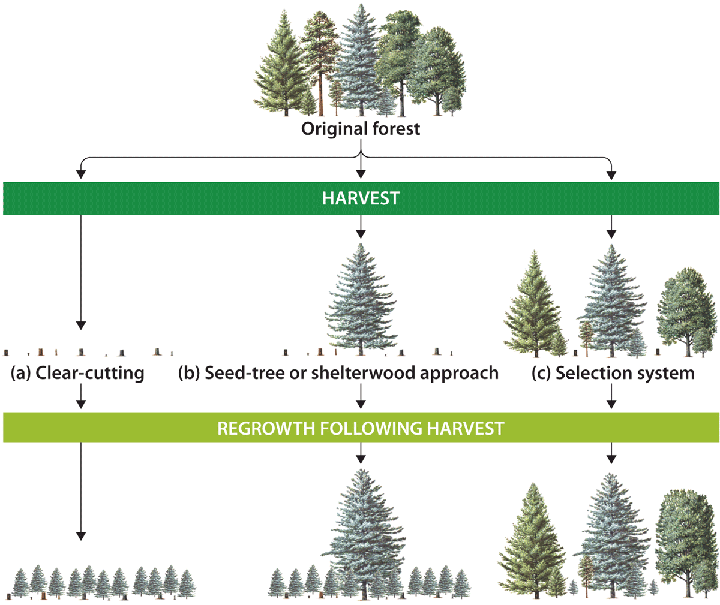 Original forest
HARVEST
(a) Clear-cutting
(b) Seed-tree or shelterwood approach
(c) Selection system
REGROWTH FOLLOWING HARVEST